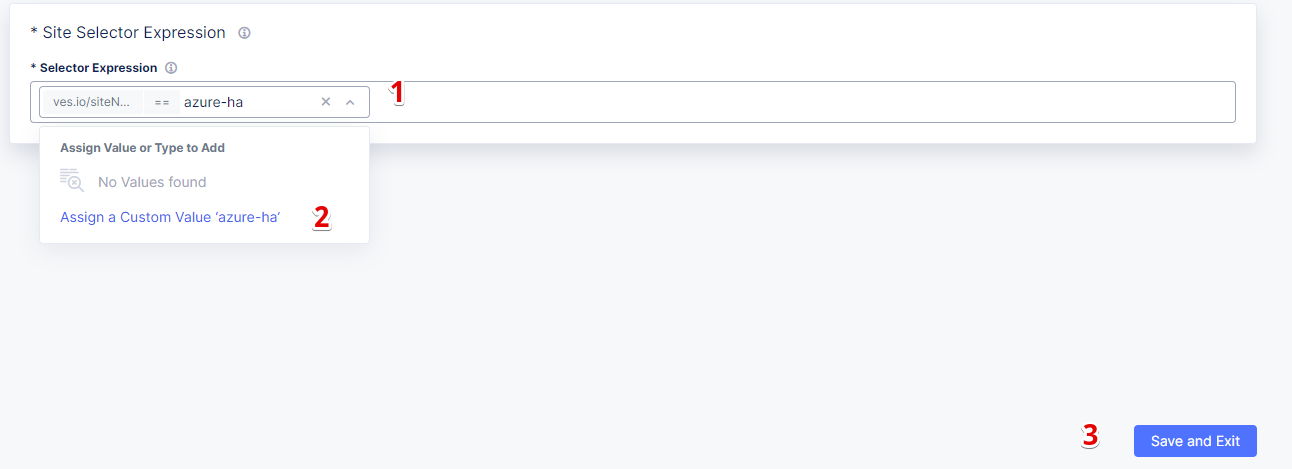 * Site Selector Expression
* Selector Expression
ves.io/siteN... == azure-ha 1
Assign Value or Type to Add
No Values found
Assign a Custom Value ‘azure-ha’ 2
3 Save and Exit